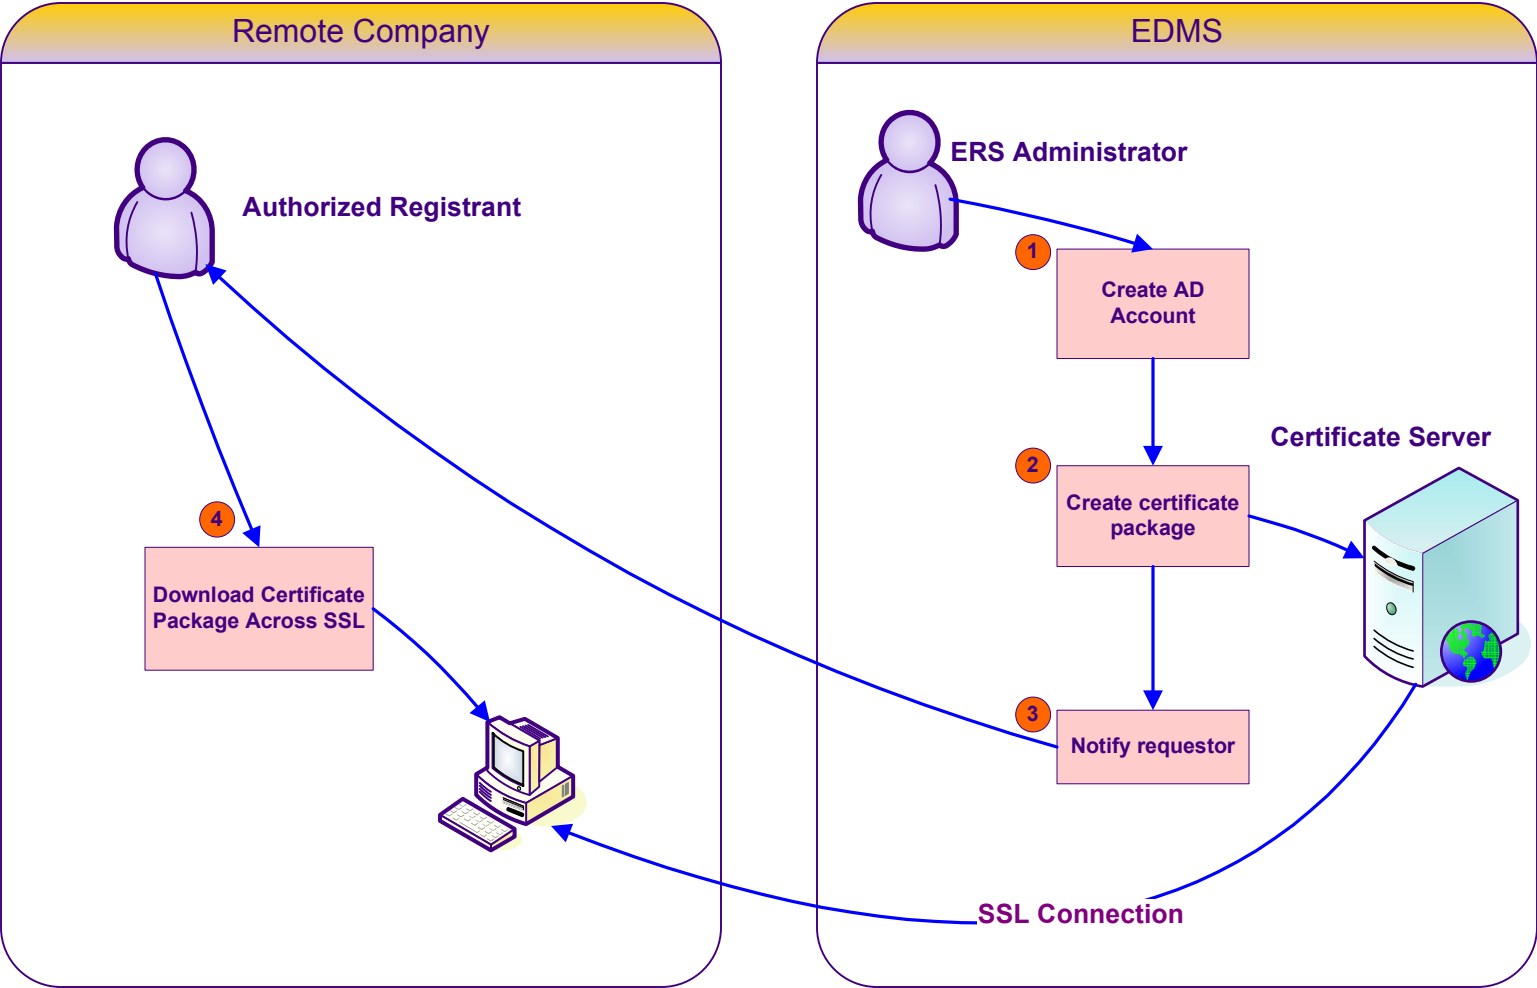 Remote Company
EDMS
Authorized Registrant
ERS Administrator
1
Create AD
Account
2
Create certificate
package
Certificate Server
3
Notify requestor
4
Download Certificate
Package Across SSL
SSL Connection